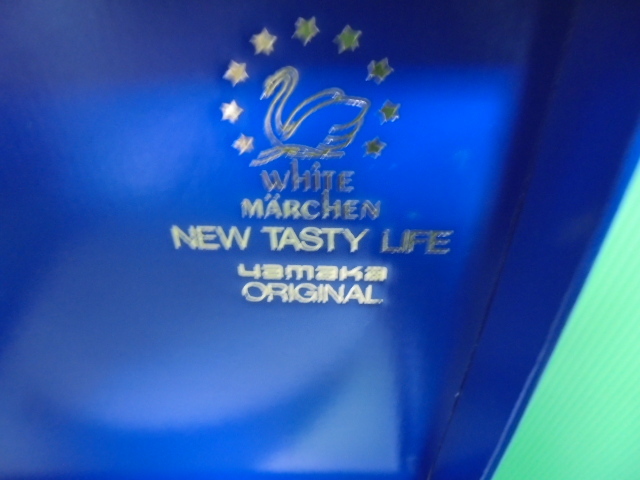 WHITE
MÄRCHEN
NEW TASTY LIFE
yamaka
ORIGINAL